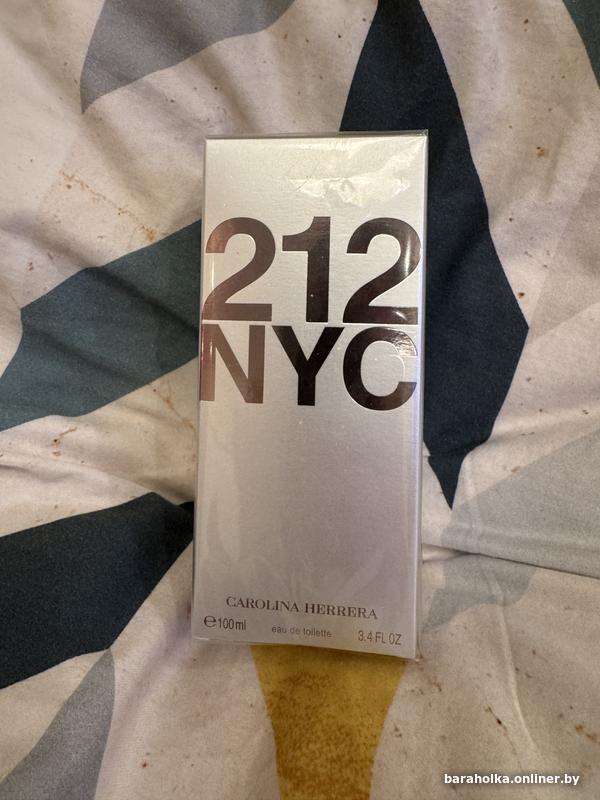 212
NYC
CAROLINA HERRERA
℮100ml eau de toilette 3.4 FL OZ
baraholka.onliner.by